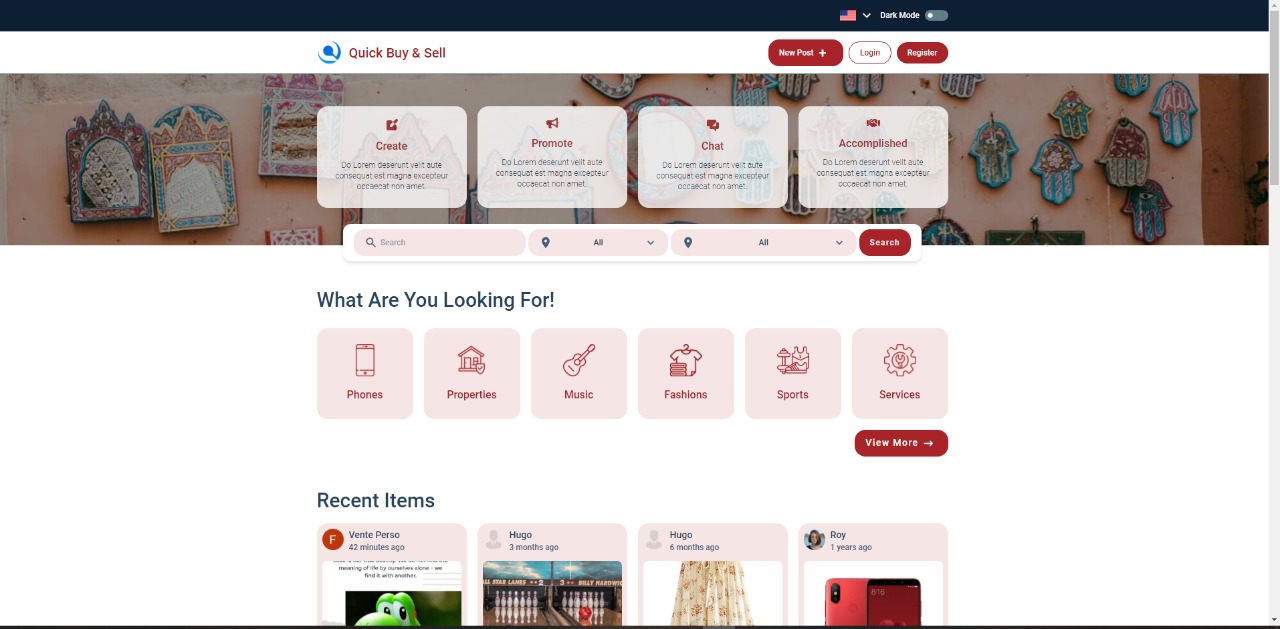 Dark Mode
Quick Buy & Sell
New Post +
Login
Register
Create
Do Lorem deserunt velit aute
consequat est magna excepteur
occaecat non amet.
Promote
Do Lorem deserunt velit aute
consequat est magna excepteur
occaecat non amet.
Chat
Do Lorem deserunt velit aute
consequat est magna excepteur
occaecat non amet.
Accomplished
Do Lorem deserunt velit aute
consequat est magna excepteur
occaecat non amet.
Search
All
All
Search
What Are You Looking For!
Phones
Properties
Music
Fashions
Sports
Services
View More →
Recent Items
F
Vente Perso
42 minutes ago
meaning of life by ourselves alone - we
find it with another.
Hugo
3 months ago
ALL STAR LANES
2
3
BILLY HARDWIC
Hugo
6 months ago
Roy
1 years ago
8:16